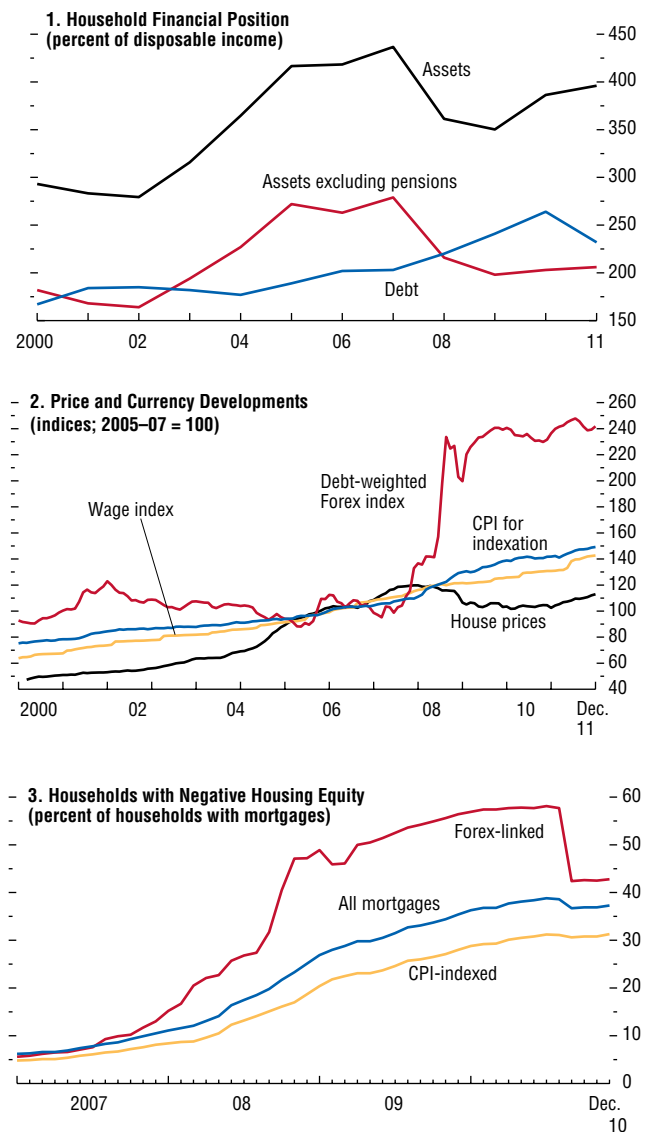 1. Household Financial Position
(percent of disposable income)
450
400
350
300
250
200
150
Assets
Assets excluding pensions
Debt
2000
02
04
06
08
10
11
2. Price and Currency Developments
(indices; 2005–07 = 100)
260
240
220
200
180
160
140
120
100
80
60
40
Debt-weighted
Forex index
Wage index
CPI for
indexation
House prices
2000
02
04
06
08
10
Dec.
11
3. Households with Negative Housing Equity
(percent of households with mortgages)
60
50
40
30
20
10
0
Forex-linked
All mortgages
CPI-indexed
2007
08
09
Dec.
10